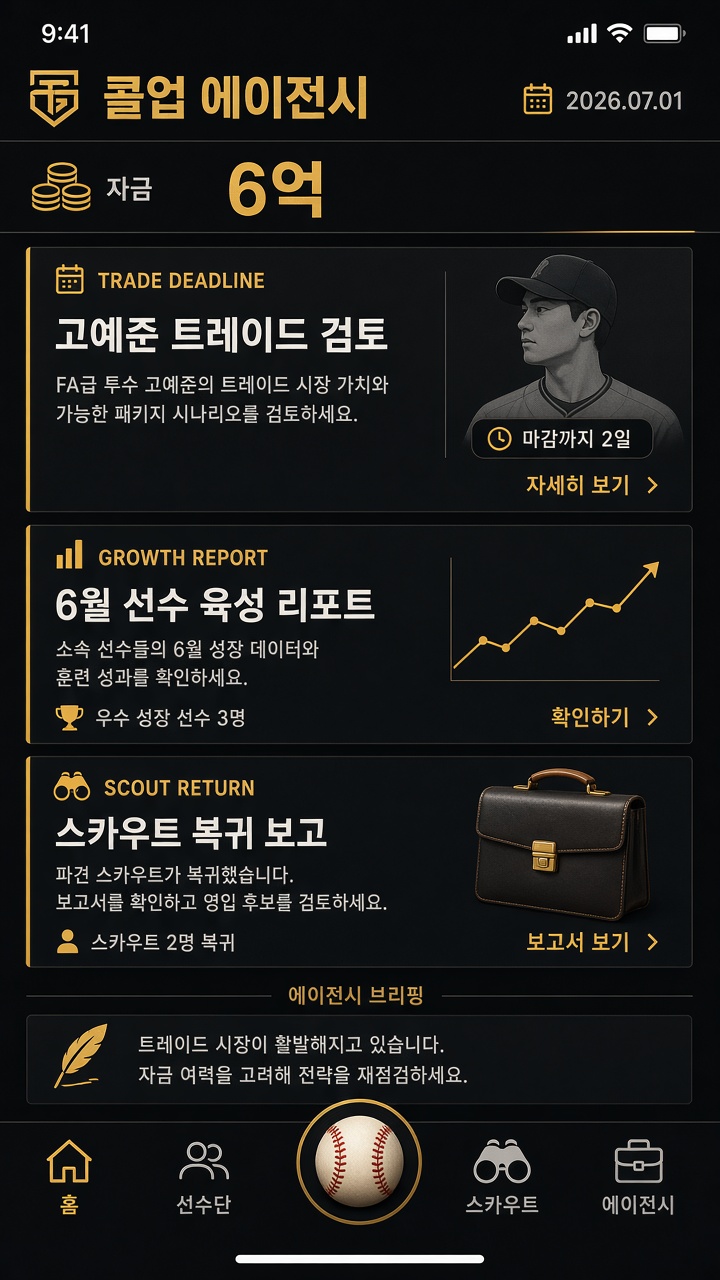 9:41
콜업 에이전시
2026.07.01
자금
6억
TRADE DEADLINE
고예준 트레이드 검토
FA급 투수 고예준의 트레이드 시장 가치와
가능한 패키지 시나리오를 검토하세요.
마감까지 2일
자세히 보기
GROWTH REPORT
6월 선수 육성 리포트
소속 선수들의 6월 성장 데이터와
훈련 성과를 확인하세요.
우수 성장 선수 3명
확인하기
SCOUT RETURN
스카우트 복귀 보고
파견 스카우트가 복귀했습니다.
보고서를 확인하고 영입 후보를 검토하세요.
스카우트 2명 복귀
보고서 보기
에이전시 브리핑
트레이드 시장이 활발해지고 있습니다.
자금 여력을 고려해 전략을 재점검하세요.
홈
선수단
스카우트
에이전시